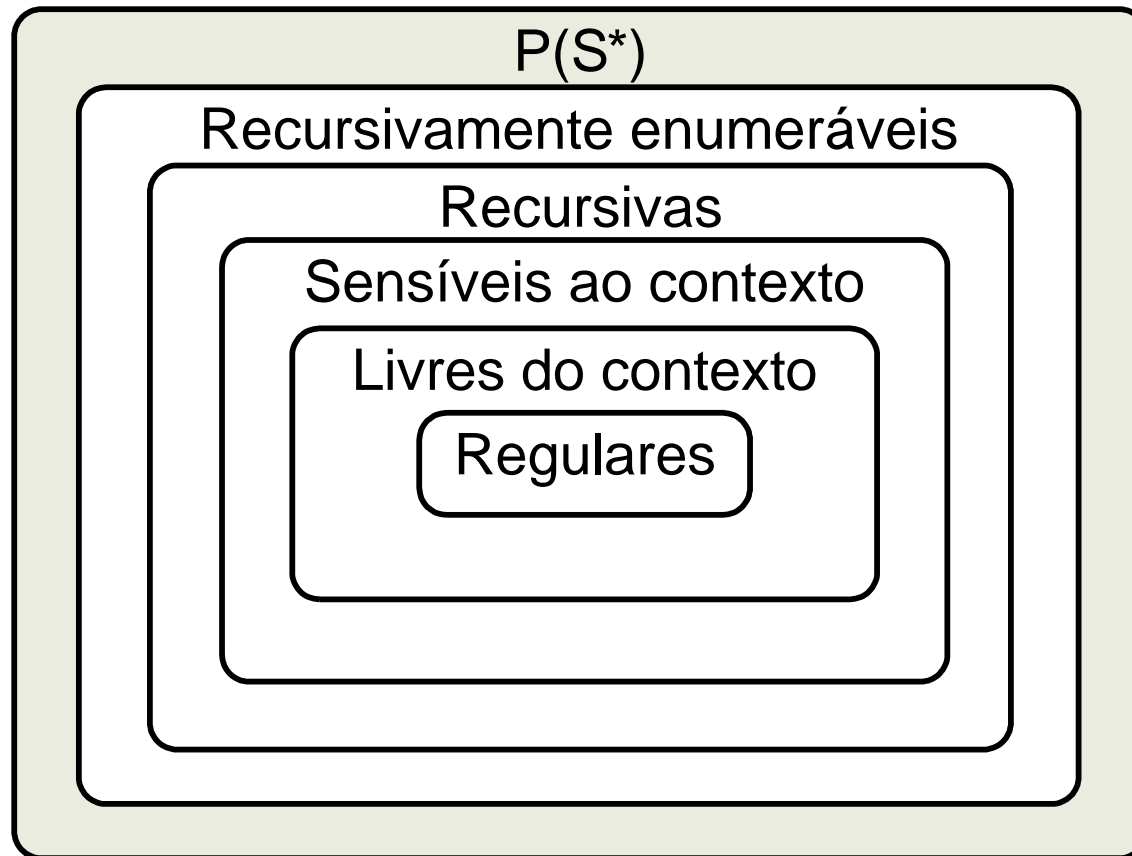 P(S*)
Recursivamente enumeráveis
Recursivas
Sensíveis ao contexto
Livres do contexto
Regulares